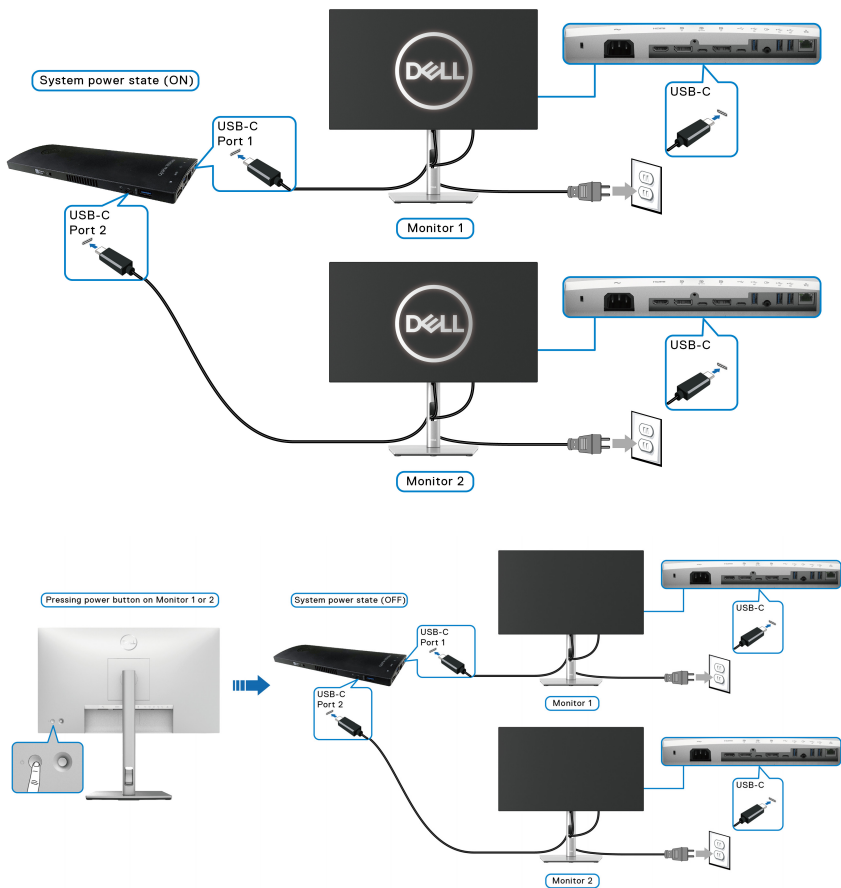 System power state (ON)
USB-C
Port 1
DELL
USB-C
Monitor 1
USB-C
Port 2
DELL
USB-C
Monitor 2
Pressing power button on Monitor 1 or 2
System power state (OFF)
USB-C
Port 1
USB-C
Monitor 1
USB-C
Port 2
USB-C
Monitor 2